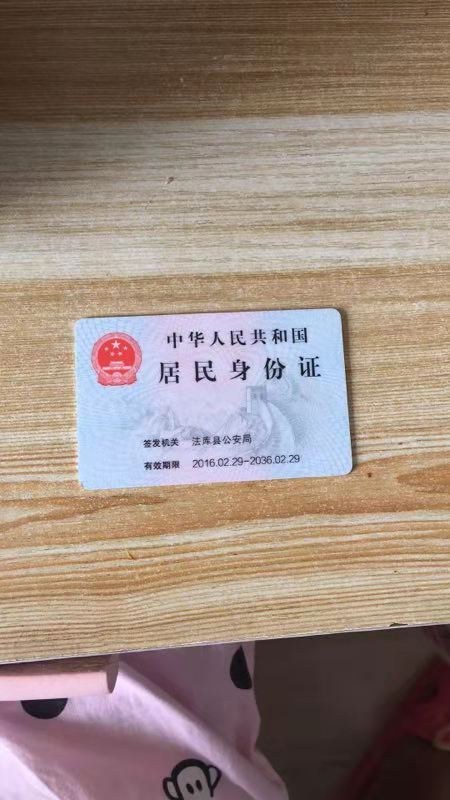 中华人民共和国
居民身份证
签发机关 法库县公安局
有效期限 2016.02.29-2036.02.29